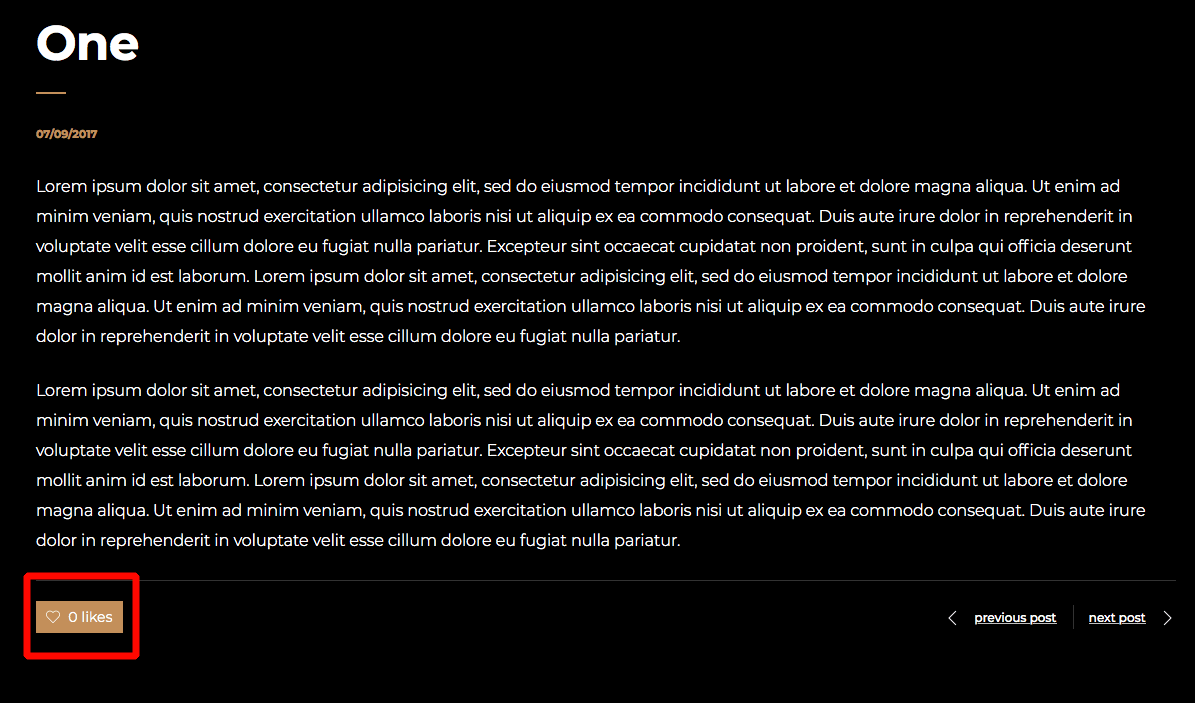 One
07/09/2017
Lorem ipsum dolor sit amet, consectetur adipisicing elit, sed do eiusmod tempor incididunt ut labore et dolore magna aliqua. Ut enim ad
minim veniam, quis nostrud exercitation ullamco laboris nisi ut aliquip ex ea commodo consequat. Duis aute irure dolor in reprehenderit in
voluptate velit esse cillum dolore eu fugiat nulla pariatur. Excepteur sint occaecat cupidatat non proident, sunt in culpa qui officia deserunt
mollit anim id est laborum. Lorem ipsum dolor sit amet, consectetur adipisicing elit, sed do eiusmod tempor incididunt ut labore et dolore
magna aliqua. Ut enim ad minim veniam, quis nostrud exercitation ullamco laboris nisi ut aliquip ex ea commodo consequat. Duis aute irure
dolor in reprehenderit in voluptate velit esse cillum dolore eu fugiat nulla pariatur.
Lorem ipsum dolor sit amet, consectetur adipisicing elit, sed do eiusmod tempor incididunt ut labore et dolore magna aliqua. Ut enim ad
minim veniam, quis nostrud exercitation ullamco laboris nisi ut aliquip ex ea commodo consequat. Duis aute irure dolor in reprehenderit in
voluptate velit esse cillum dolore eu fugiat nulla pariatur. Excepteur sint occaecat cupidatat non proident, sunt in culpa qui officia deserunt
mollit anim id est laborum. Lorem ipsum dolor sit amet, consectetur adipisicing elit, sed do eiusmod tempor incididunt ut labore et dolore
magna aliqua. Ut enim ad minim veniam, quis nostrud exercitation ullamco laboris nisi ut aliquip ex ea commodo consequat. Duis aute irure
dolor in reprehenderit in voluptate velit esse cillum dolore eu fugiat nulla pariatur.
0 likes
previous post
next post